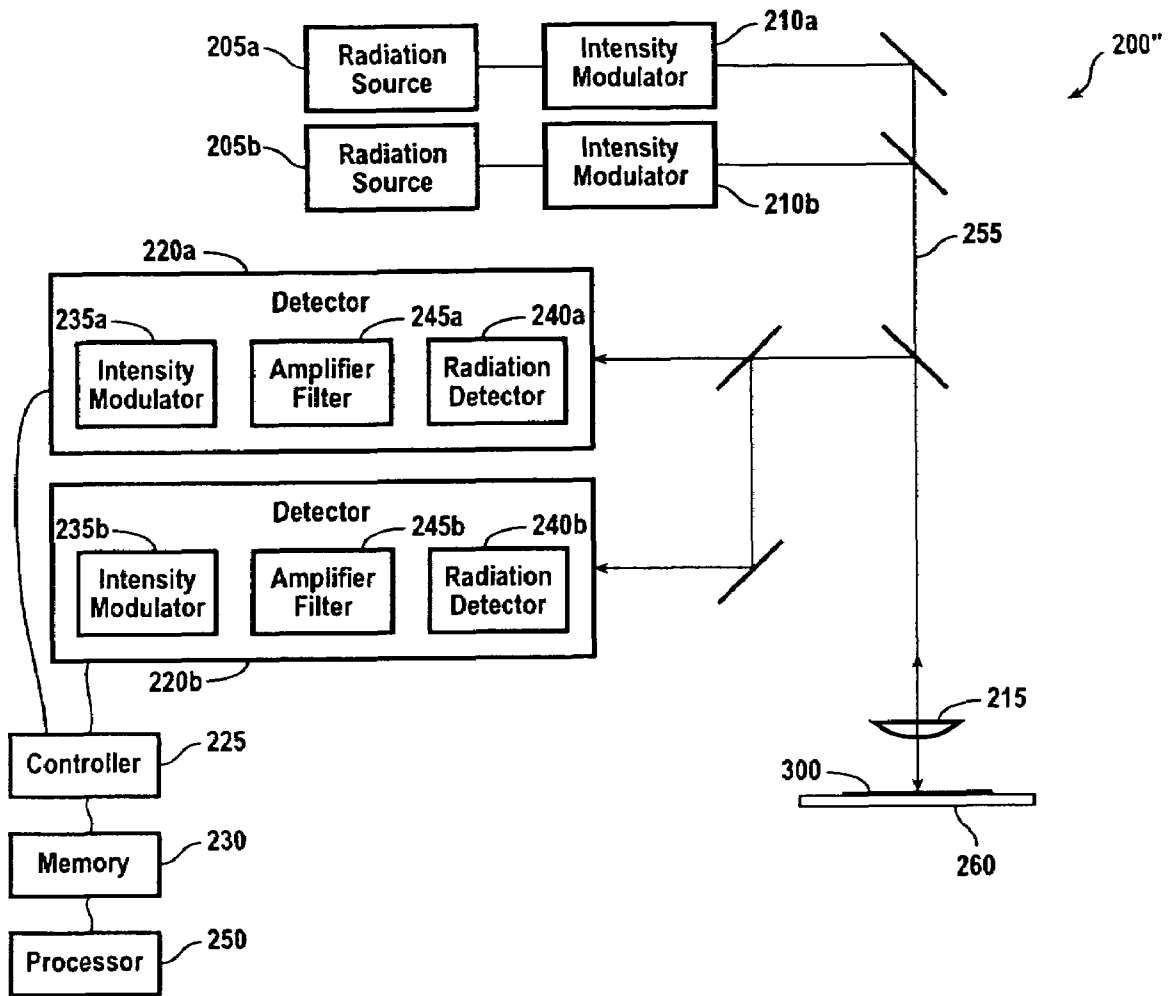 210a
200"
205a
Radiation
Source
Intensity
Modulator
205b
Radiation
Source
Intensity
Modulator
210b
255
220a
Detector
235a
245a
240a
Intensity
Modulator
Amplifier
Filter
Radiation
Detector
Detector
235b
245b
240b
Intensity
Modulator
Amplifier
Filter
Radiation
Detector
220b
215
225
Controller
300
260
230
Memory
250
Processor